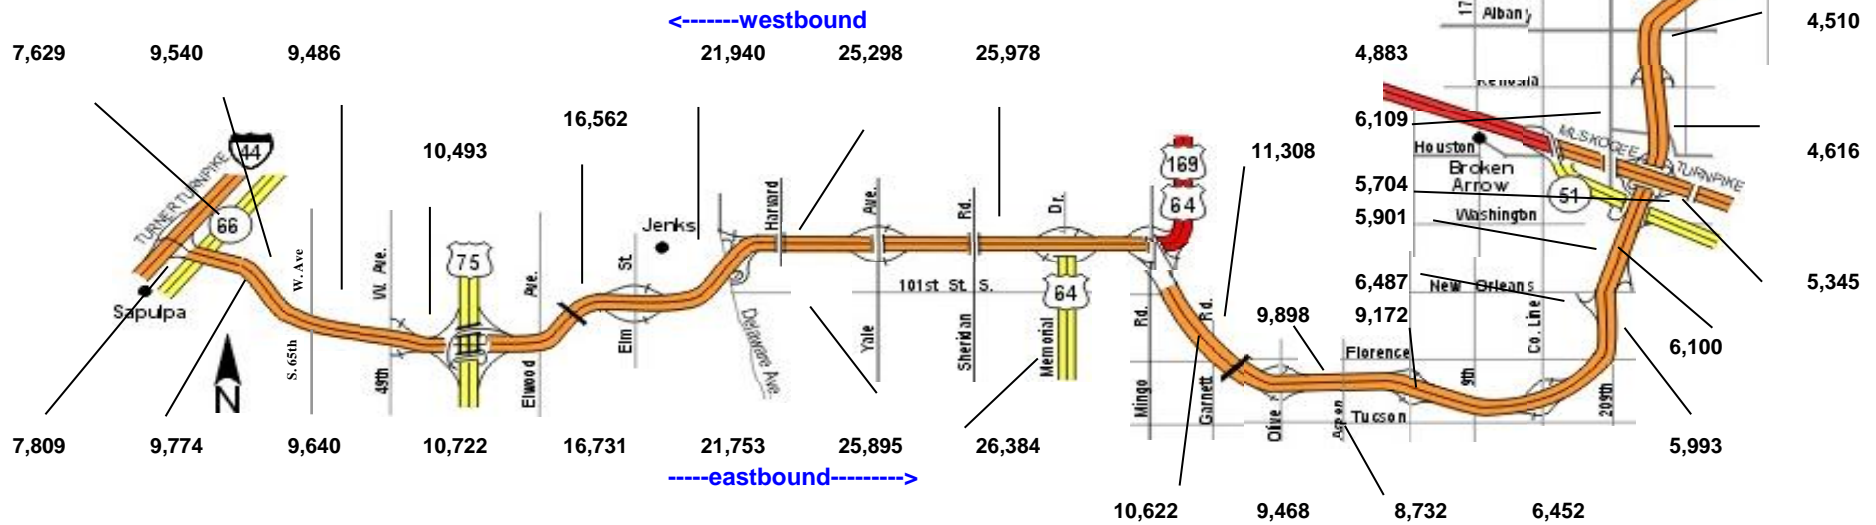 <-------westbound
7,629 9,540 9,486 21,940 25,298 25,978 4,883 4,510
Albany
17
Kenosha
16,562 6,109
10,493 11,308 4,616
44
TURNER TURNPIKE
169
64
Houston
MUSKOGEE TURNPIKE
Broken
Arrow
51
5,704
5,901
Washington
66
Jenks
Harvard
Ave.
Rd.
Dr.
St.
75
W. Ave
W. Ave.
Ave.
101st St. S.
64
6,487
New Orleans
5,345
Sapulpa
N
S. 65th
49th
Elwood
Elm
Delaware Ave.
Yale
Sheridan
Memorial
Rd.
Mingo
Rd.
Garnett
9,898 9,172
Florence
Co. Line
6,100
Olive
Aspen
9th
Tucson
209th
7,809 9,774 9,640 10,722 16,731 21,753 25,895 26,384 5,993
-----eastbound--------->
10,622 9,468 8,732 6,452